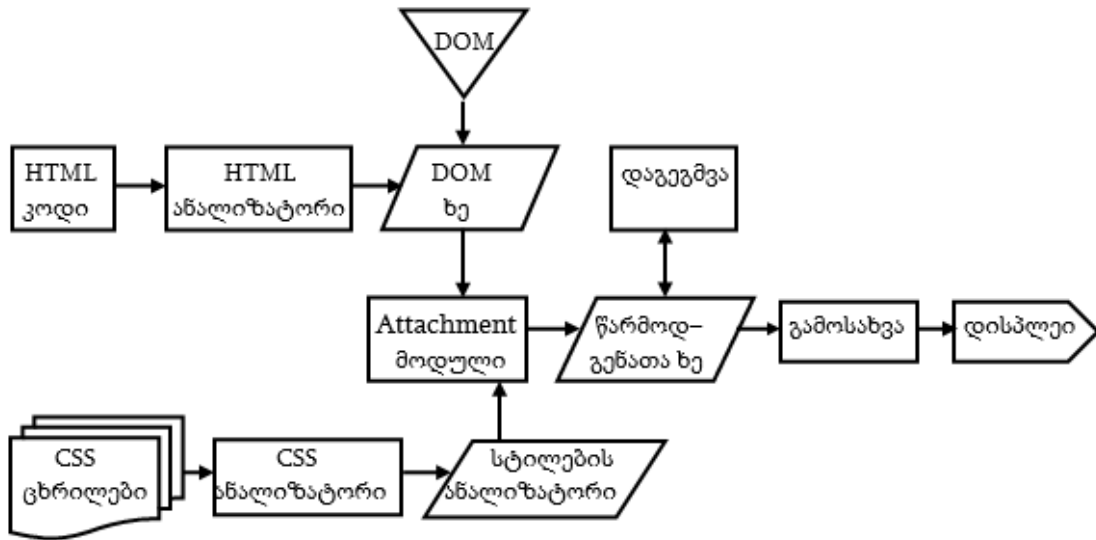 DOM
HTML
კოდი
HTML
ანალიზატორი
DOM
ხე
დაგეგმვა
Attachment
მოდული
წარმოდ–
გენათა ხე
გამოსახვა
დისპლეი
CSS
ცხრილები
CSS
ანალიზატორი
სტილების
ანალიზატორი